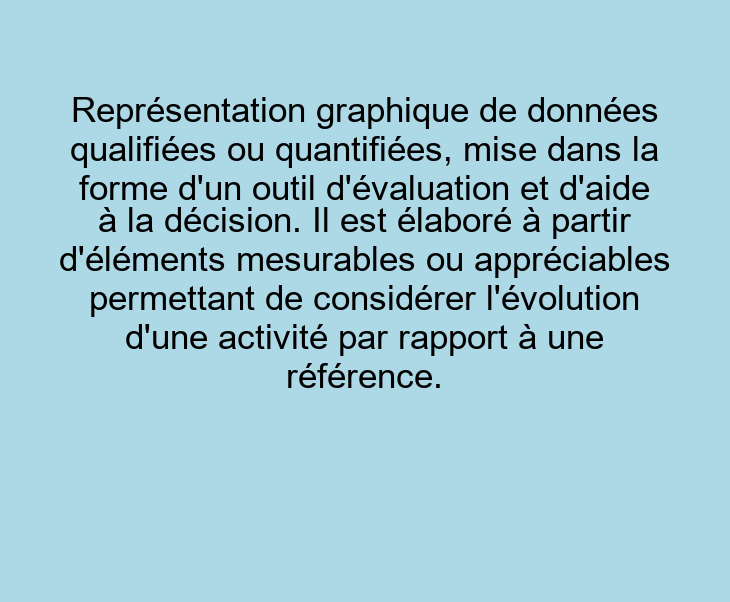 Représentation graphique de données
qualifiées ou quantifiées, mise dans la
forme d'un outil d'évaluation et d'aide
à la décision. Il est élaboré à partir
d'éléments mesurables ou appréciables
permettant de considérer l'évolution
d'une activité par rapport à une
référence.